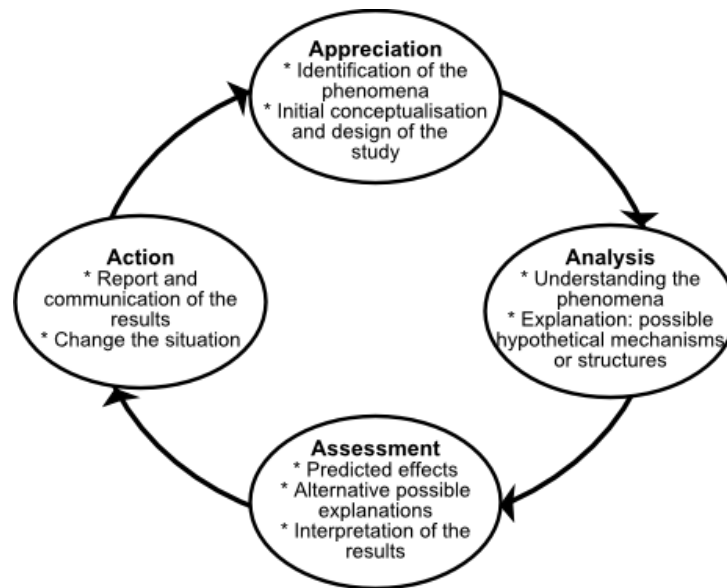 Appreciation
* Identification of the
phenomena
* Initial conceptualisation
and design of the
study
Action
* Report and
communication of the
results
* Change the situation
Analysis
* Understanding the
phenomena
* Explanation: possible
hypothetical mechanisms
or structures
Assessment
* Predicted effects
* Alternative possible
explanations
* Interpretation of the
results